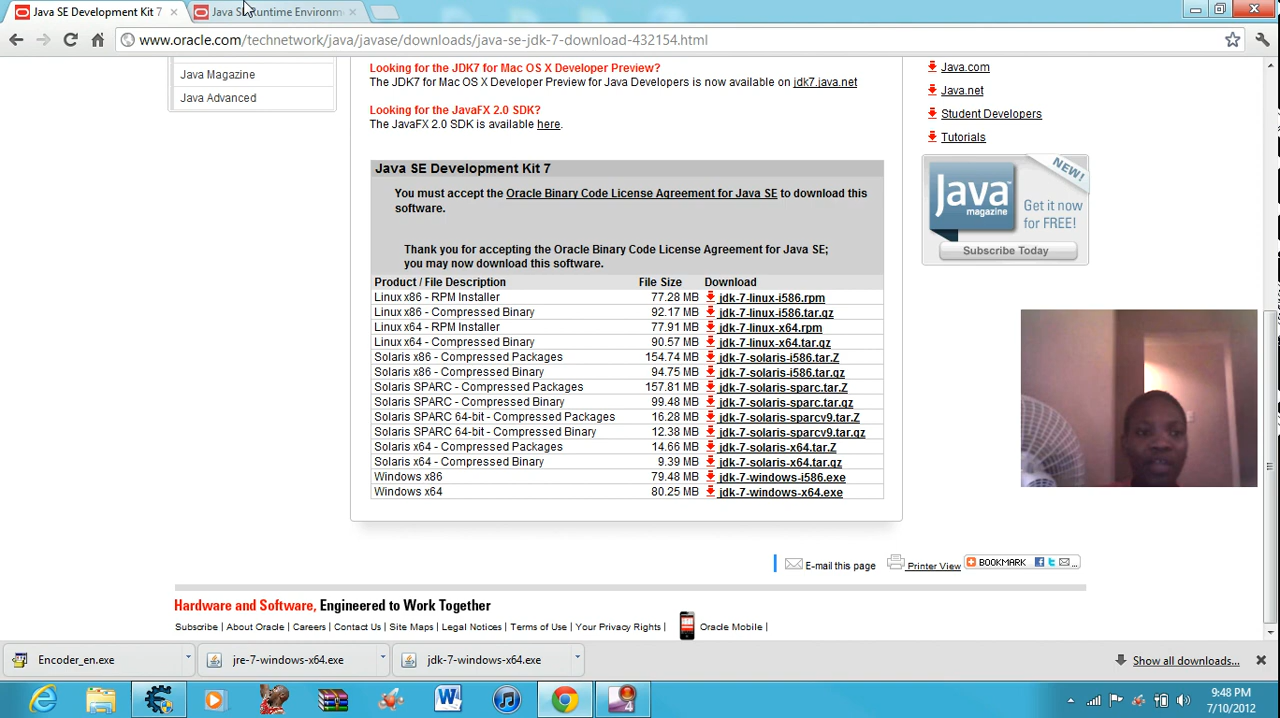 Java SE Development Kit 7
Java SE Runtime Environm
www.oracle.com/technetwork/java/javase/downloads/java-se-jdk-7-download-432154.html
Java Magazine
Java Advanced
Looking for the JDK7 for Mac OS X Developer Preview?
The JDK7 for Mac OS X Developer Preview for Java Developers is now available on jdk7.java.net
Looking for the JavaFX 2.0 SDK?
The JavaFX 2.0 SDK is available here.
Java.com
Java.net
Student Developers
Tutorials
NEW!
Java
magazine
Get it now
for FREE!
Subscribe Today
Java SE Development Kit 7
You must accept the Oracle Binary Code License Agreement for Java SE to download this
software.
Thank you for accepting the Oracle Binary Code License Agreement for Java SE;
you may now download this software.
Product / File Description File Size Download
Linux x86 - RPM Installer 77.28 MB jdk-7-linux-i586.rpm
Linux x86 - Compressed Binary 92.17 MB jdk-7-linux-i586.tar.gz
Linux x64 - RPM Installer 77.91 MB jdk-7-linux-x64.rpm
Linux x64 - Compressed Binary 90.57 MB jdk-7-linux-x64.tar.gz
Solaris x86 - Compressed Packages 154.74 MB jdk-7-solaris-i586.tar.Z
Solaris x86 - Compressed Binary 94.75 MB jdk-7-solaris-i586.tar.gz
Solaris SPARC - Compressed Packages 157.81 MB jdk-7-solaris-sparc.tar.Z
Solaris SPARC - Compressed Binary 99.48 MB jdk-7-solaris-sparc.tar.gz
Solaris SPARC 64-bit - Compressed Packages 16.28 MB jdk-7-solaris-sparcv9.tar.Z
Solaris SPARC 64-bit - Compressed Binary 12.38 MB jdk-7-solaris-sparcv9.tar.gz
Solaris x64 - Compressed Packages 14.66 MB jdk-7-solaris-x64.tar.Z
Solaris x64 - Compressed Binary 9.39 MB jdk-7-solaris-x64.tar.gz
Windows x86 79.48 MB jdk-7-windows-i586.exe
Windows x64 80.25 MB jdk-7-windows-x64.exe
E-mail this page Printer View BOOKMARK
Hardware and Software, Engineered to Work Together
Subscribe | About Oracle | Careers | Contact Us | Site Maps | Legal Notices | Terms of Use | Your Privacy Rights | Oracle Mobile |
Encoder_en.exe
jre-7-windows-x64.exe
jdk-7-windows-x64.exe
Show all downloads...
4
9:48 PM
7/10/2012